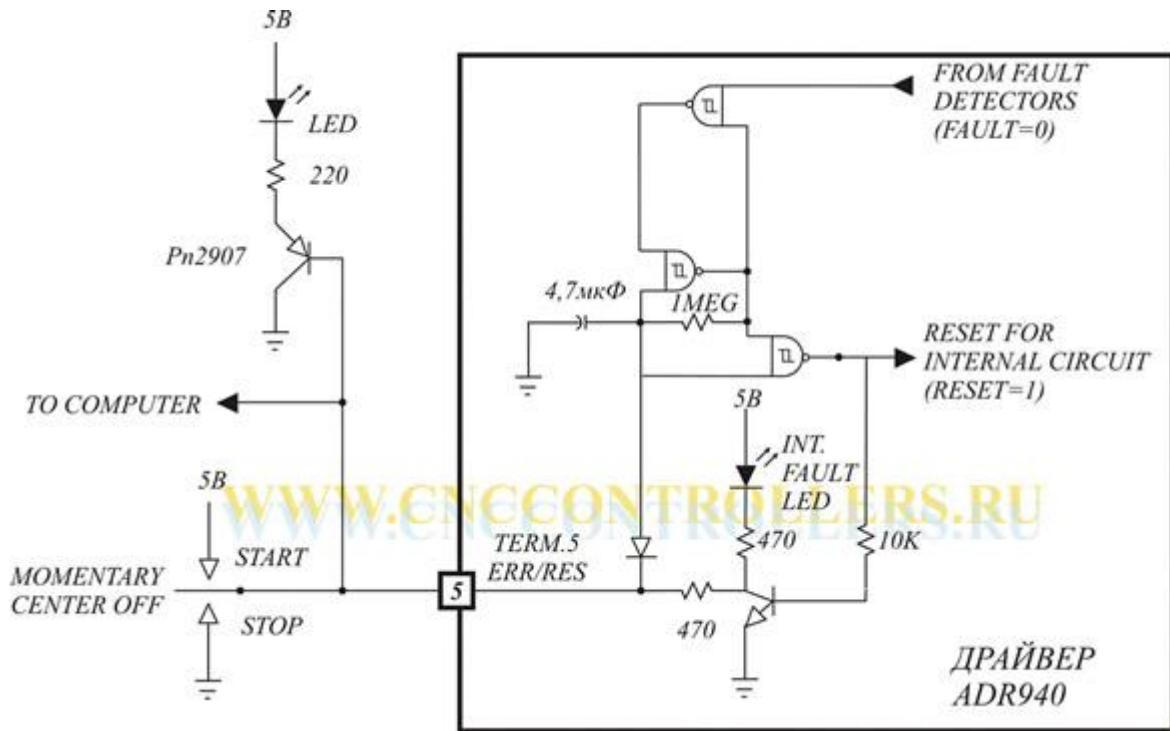 5В
LED
220
Pn2907
TO COMPUTER
5В
START
MOMENTARY
CENTER OFF
STOP
FROM FAULT
DETECTORS
(FAULT=0)
4,7мкФ
1MEG
RESET FOR
INTERNAL CIRCUIT
(RESET=1)
5В
INT.
FAULT
LED
WWW.CNCCONTROLLERS.RU
470
10K
TERM.5
ERR/RES
5
470
ДРАЙВЕР
ADR940